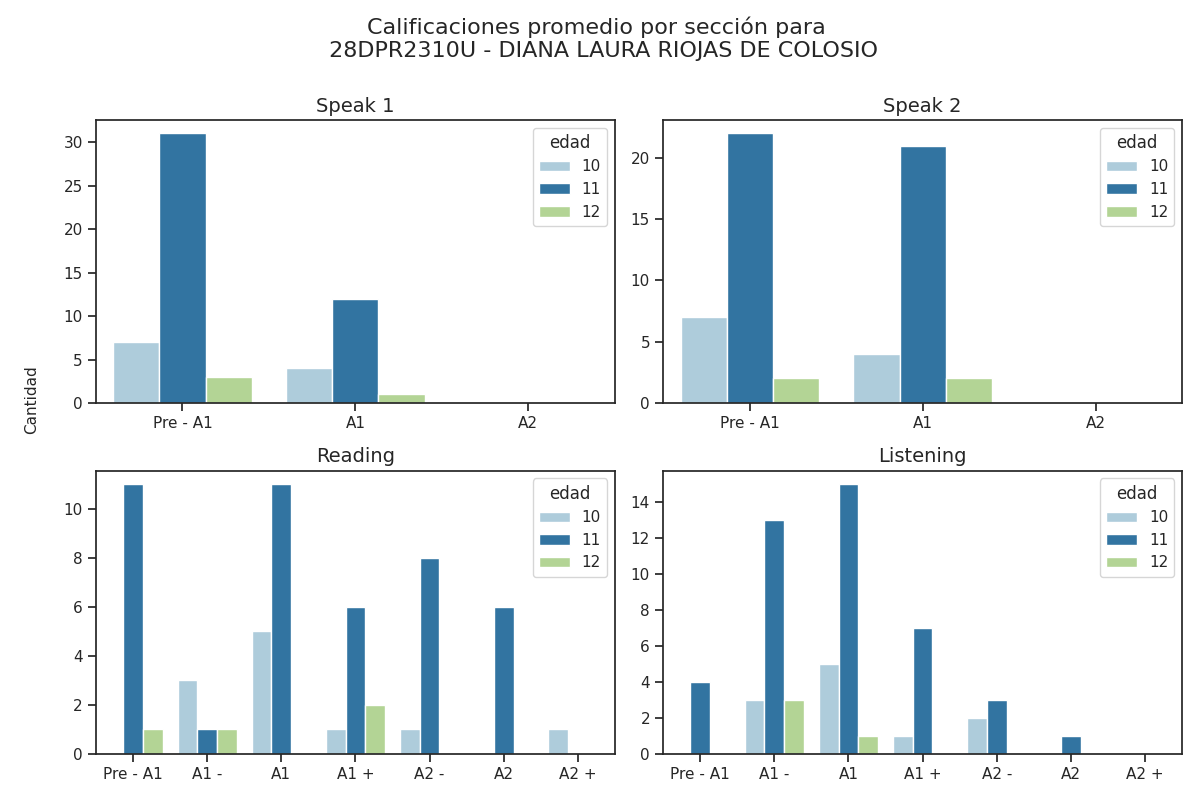 Calificaciones promedio por sección para
28DPR2310U - DIANA LAURA RIOJAS DE COLOSIO
Speak 1
30
25
20
15
10
5
0
Pre - A1 A1 A2
edad
10
11
12
Speak 2
20
15
10
5
0
Pre - A1 A1 A2
edad
10
11
12
Cantidad
Reading
10
8
6
4
2
0
Pre - A1 A1 - A1 A1 + A2 - A2 A2 +
edad
10
11
12
Listening
14
12
10
8
6
4
2
0
Pre - A1 A1 - A1 A1 + A2 - A2 A2 +
edad
10
11
12